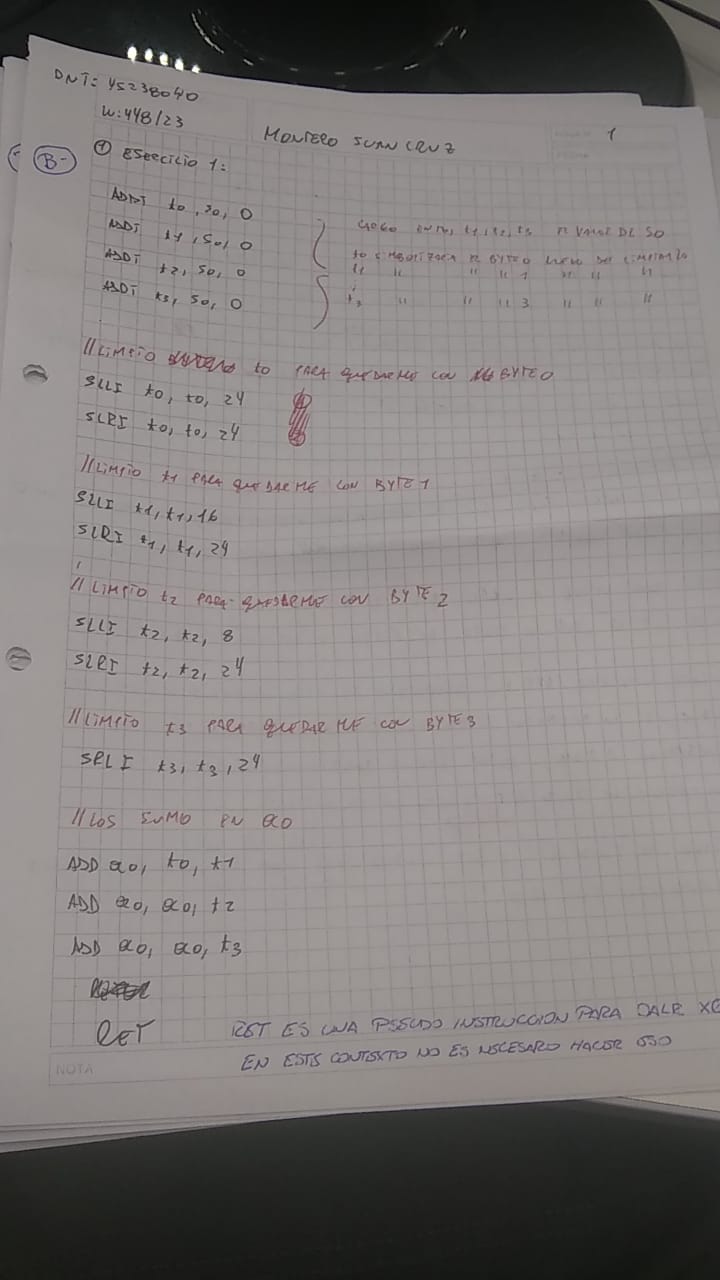 DNI: 45238040
LU: 448/23
MONTERO JUAN CRUZ
1
B-
① EJERCICIO 1:
ADDI t0, s0, 0
ADDI t1, s0, 0
ADDI t2, s0, 0
ADDI t3, s0, 0
CARGO EN t0, t1, t2, t3 EL VALOR DE S0
t0 SIMBOLIZARA EL BYTE 0 LUEGO DEL LIMPIARLO
" " " " 1 " " "
t3 " " " 3 " " "
// LIMPIO t0 PARA QUEDARME CON BYTE 0
SLLI t0, t0, 24
SLRI t0, t0, 24
// LIMPIO t1 PARA QUEDARME CON BYTE 1
SLLI t1, t1, 16
SLRI t1, t1, 24
// LIMPIO t2 PARA QUEDARME CON BYTE 2
SLLI t2, t2, 8
SLRI t2, t2, 24
// LIMPIO t3 PARA QUEDARME CON BYTE 3
SRLI t3, t3, 24
// LOS SUMO EN a0
ADD a0, t0, t1
ADD a0, a0, t2
ADD a0, a0, t3
RET
RET ES UNA PSEUDO INSTRUCCION PARA JALR X0
EN ESTE CONTEXTO NO ES NECESARIO HACER ESO
NOTA